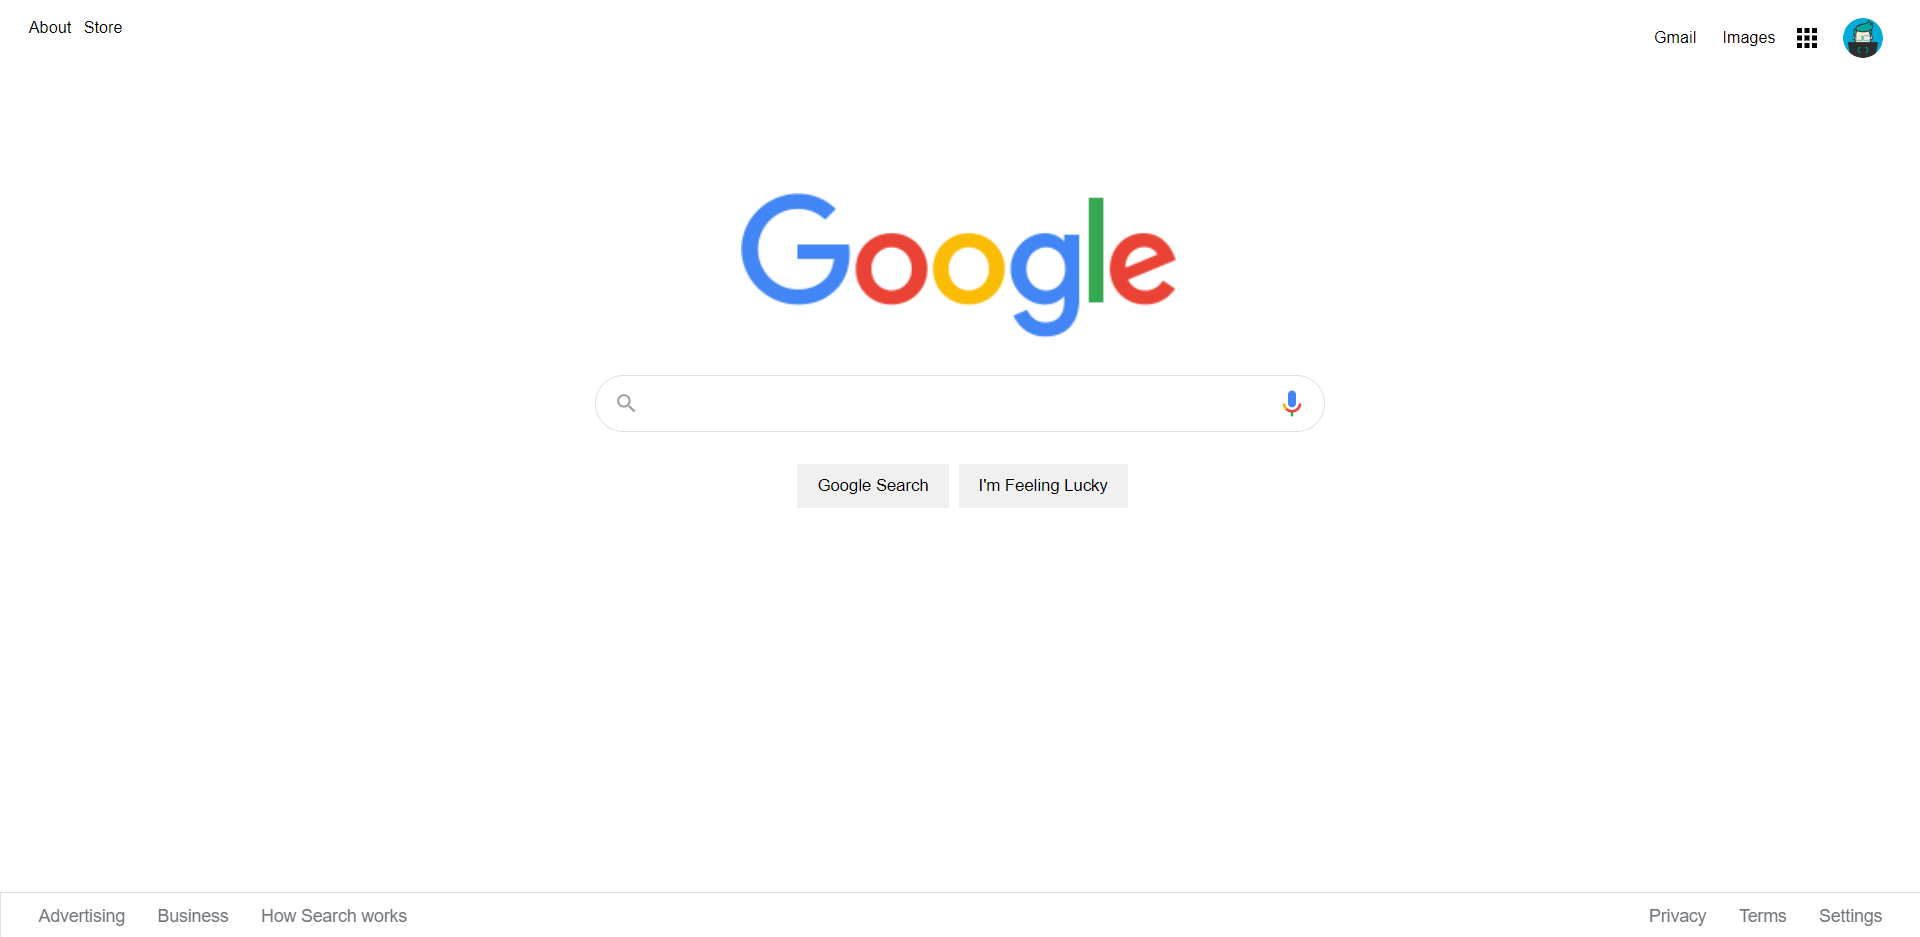 About Store
Gmail Images
Google
Google Search I'm Feeling Lucky
Advertising Business How Search works
Privacy Terms Settings